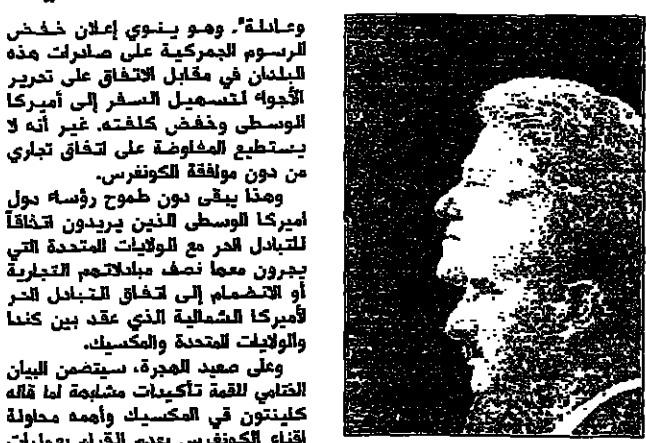 وعادلة". وهو ينوي إعلان خفض
الرسوم الجمركية على صادرات هذه
البلدان في مقابل الاتفاق على تحرير
الأجواء لتسهيل السفر إلى أميركا
الوسطى وخفض كلفته. غير أنه لا
يستطيع المفاوضة على اتفاق تجاري
من دون موافقة الكونغرس.
وهذا يبقى دون طموح رؤساء دول
أميركا الوسطى الذين يريدون اتفاقاً
للتبادل الحر مع الولايات المتحدة التي
يجرون معها نصف مبادلاتهم التجارية
أو الانضمام إلى اتفاق التبادل الحر
لأميركا الشمالية الذي عقد بين كندا
والولايات المتحدة والمكسيك.
وعلى صعيد الهجرة، سيتضمن البيان
الختامي للقمة تأكيدات مشابهة لما قاله
كلينتون في المكسيك وأهمه محاولة
إقناع الكونغرس بعدم القيام بعمليات